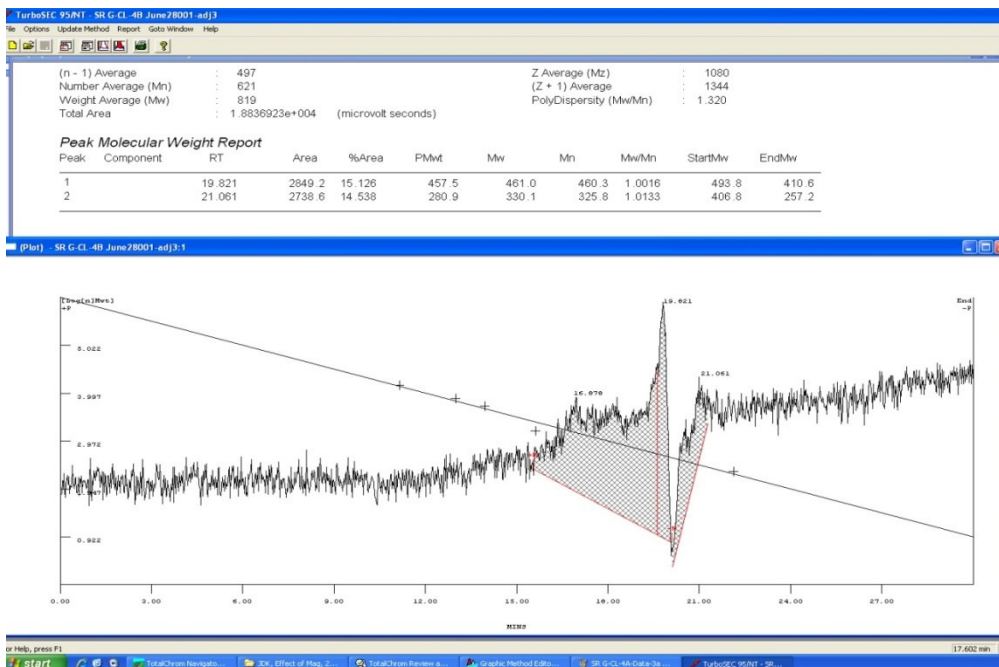 TurboSEC 95/NT - SR G-CL-4B June28001-adj3
File Options Update Method Report Goto Window Help
(n - 1) Average : 497 Z Average (Mz) : 1080
Number Average (Mn) : 621 (Z + 1) Average : 1344
Weight Average (Mw) : 819 PolyDispersity (Mw/Mn) : 1.320
Total Area : 1.8836923e+004 (microvolt seconds)
Peak Molecular Weight Report
Peak Component RT Area %Area PMwt Mw Mn Mw/Mn StartMw EndMw
1 19.821 2849.2 15.126 457.5 461.0 460.3 1.0016 493.8 410.6
2 21.061 2738.6 14.538 280.9 330.1 325.8 1.0133 406.8 257.2
(Plot) - SR G-CL-4B June28001-adj3:1
+P 19.821 End
-P
5.022
21.061
3.997 16.878
2.972
0.922
0.00 3.00 6.00 9.00 12.00 15.00 18.00 21.00 24.00 27.00
MINS
or Help, press F1 17.602 min
start TotalChrom Navigato... JDK, Effect of Mag, 2... TotalChrom Review a... Graphic Method Edito... SR G-CL-4A-Data-3a ... TurboSEC 95/NT - SR...